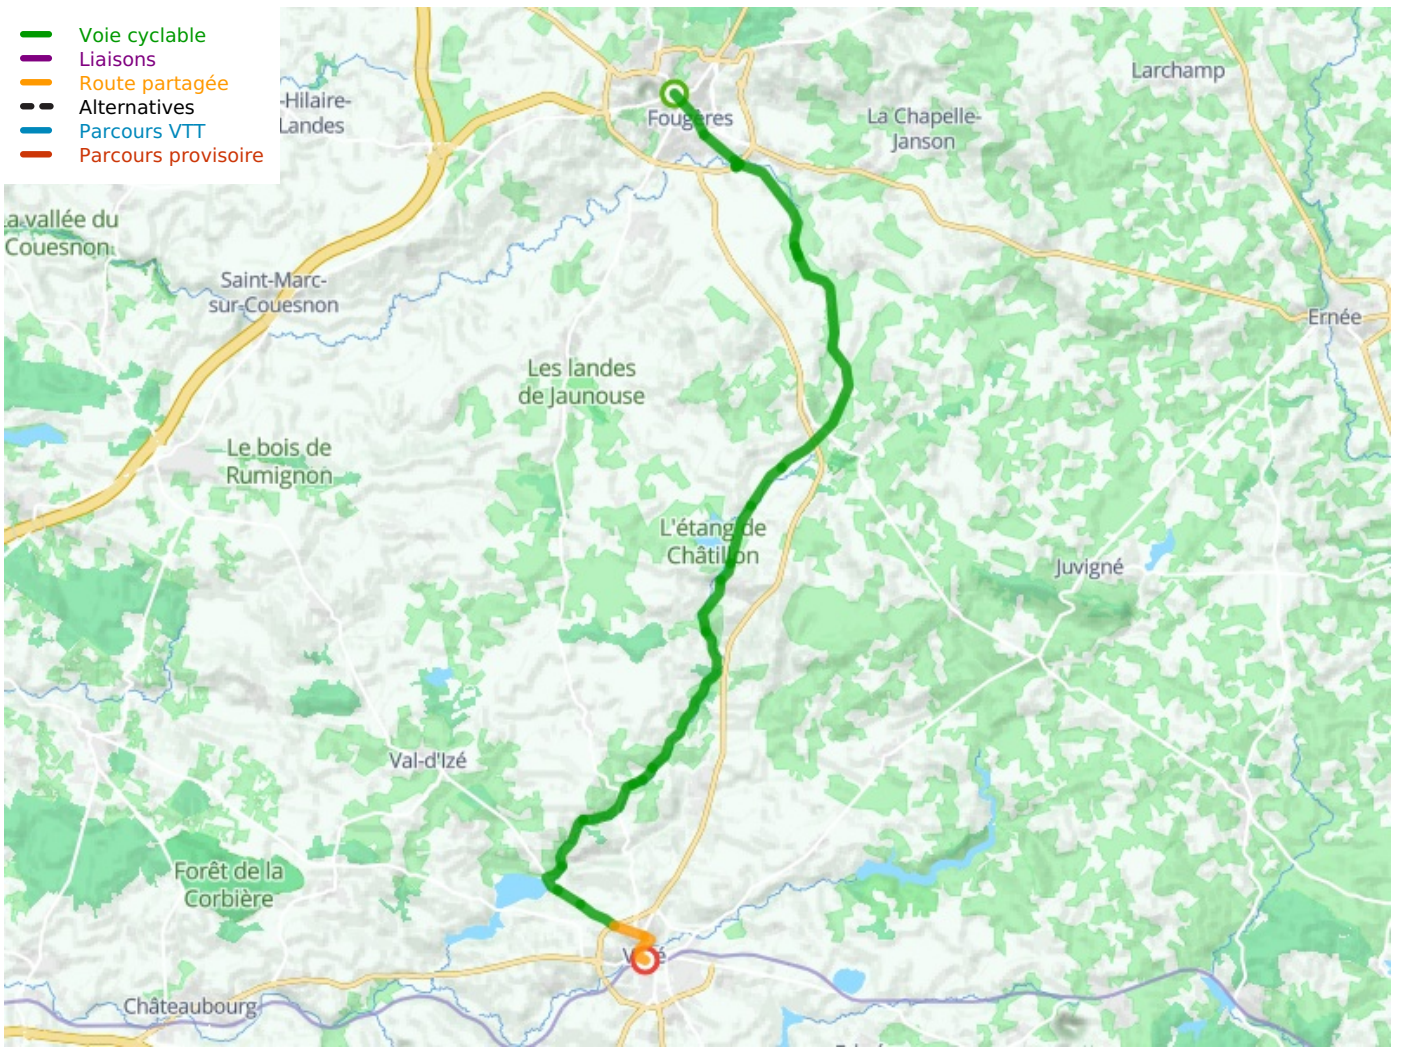 Voie cyclable
Liaisons
Route partagée
Alternatives
Parcours VTT
Parcours provisoire
Larchamp
-Hilaire-
Landes
Fougères
La Chapelle-
Janson
a vallée du
Couesnon
Saint-Marc-
sur-Couesnon
Ernée
Les landes
de Jaunouse
Le bois de
Rumignon
L'étang de
Châtillon
Juvigné
Val-d'Izé
Forêt de la
Corbière
Châteaubourg